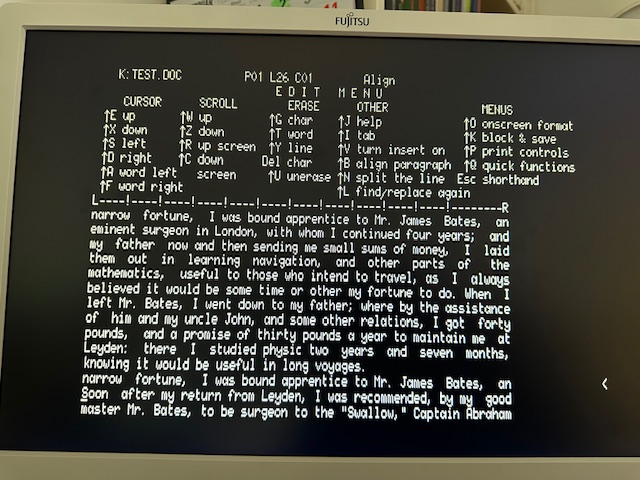 FUJITSU
K:TEST.DOC P01 L26 C01 Align
E D I T M E N U
CURSOR SCROLL ERASE OTHER MENUS
↑E up ↑W up ↑G char ↑J help ↑O onscreen format
↑X down ↑Z down ↑T word ↑I tab ↑K block & save
↑S left ↑R up screen ↑Y line ↑V turn insert on ↑P print controls
↑D right ↑C down Del char ↑B align paragraph ↑Q quick functions
↑A word left screen ↑U unerase ↑N split the line Esc shorthand
↑F word right ↑L find/replace again
L----!----!----!----!----!----!----!----!----!----!--------R
narrow fortune, I was bound apprentice to Mr. James Bates, an
eminent surgeon in London, with whom I continued four years; and
my father now and then sending me small sums of money, I laid
them out in learning navigation, and other parts of the
mathematics, useful to those who intend to travel, as I always
believed it would be some time or other my fortune to do. When I
left Mr. Bates, I went down to my father; where by the assistance
of him and my uncle John, and some other relations, I got forty
pounds, and a promise of thirty pounds a year to maintain me at
Leyden: there I studied physic two years and seven months,
knowing it would be useful in long voyages.
narrow fortune, I was bound apprentice to Mr. James Bates, an
Soon after my return from Leyden, I was recommended, by my good <
master Mr. Bates, to be surgeon to the "Swallow," Captain Abraham